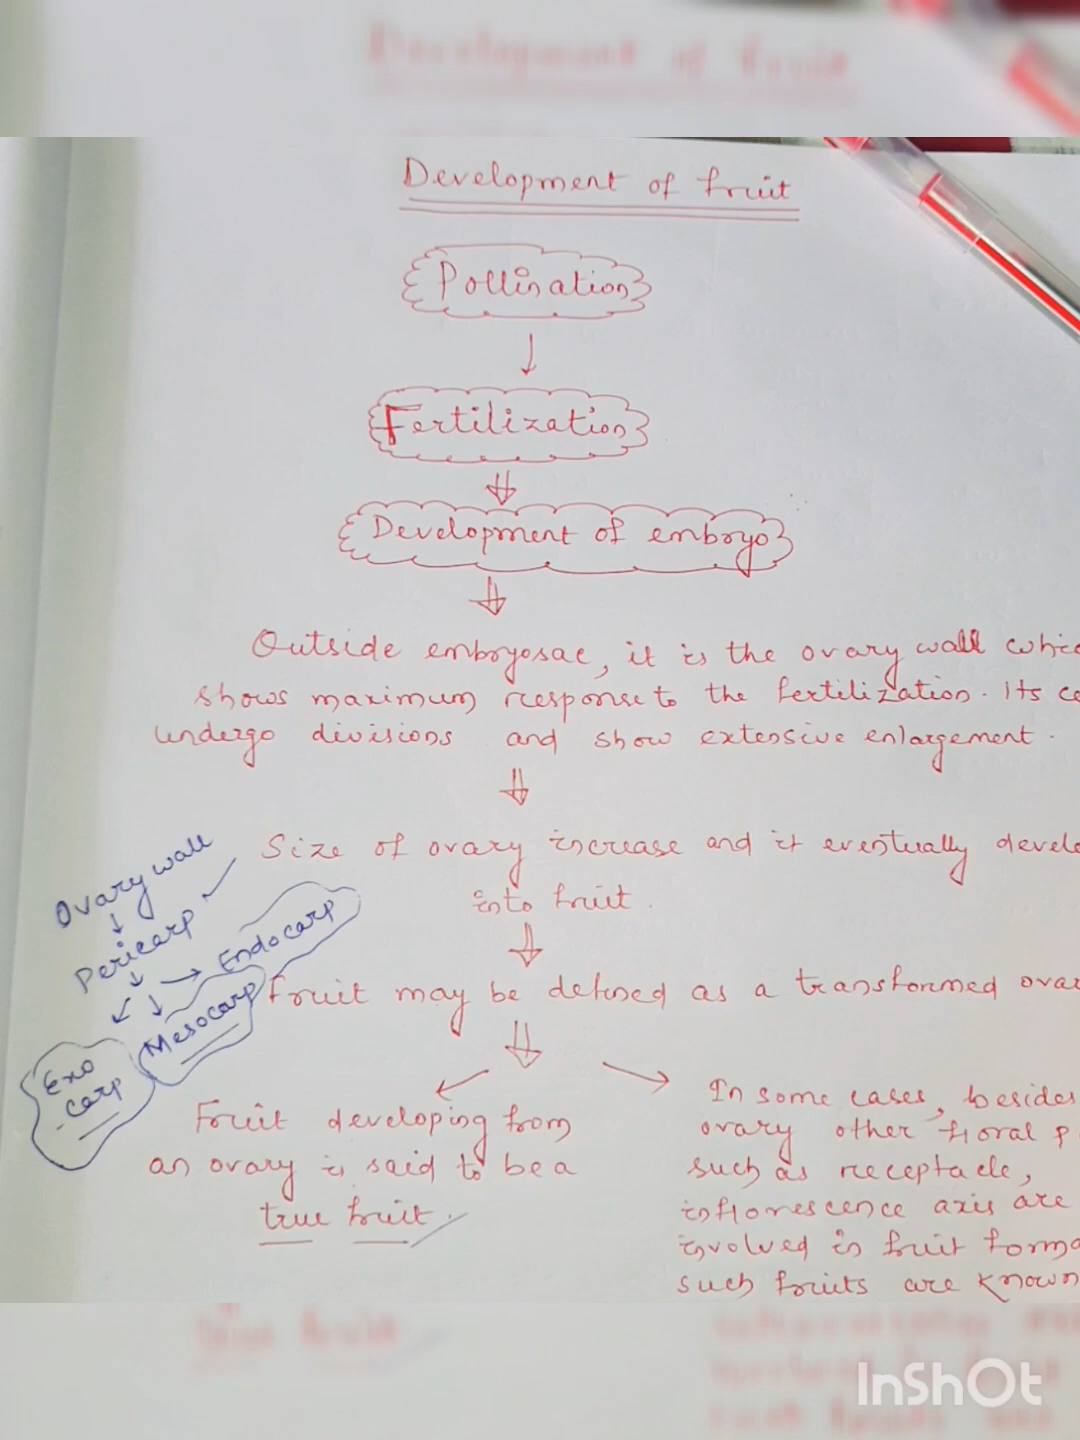 Development of fruit
Pollination
Fertilization
Development of embryo
Outside embryosac, it is the ovary wall
shows maximum response to the fertilization. Its
undergo divisions and show extensive enlargement.
Size of ovary increase and it eventually
into fruit.
Ovary wall
Pericarp
Endocarp
Mesocarp
Exo
-carp
Fruit may be defined as a transformed
Fruit developing from
an ovary is said to be a
true fruit.
In some cases, besides
ovary other floral
such as receptacle,
inflorescence axis are
involved in fruit
such fruits are known
InShOt